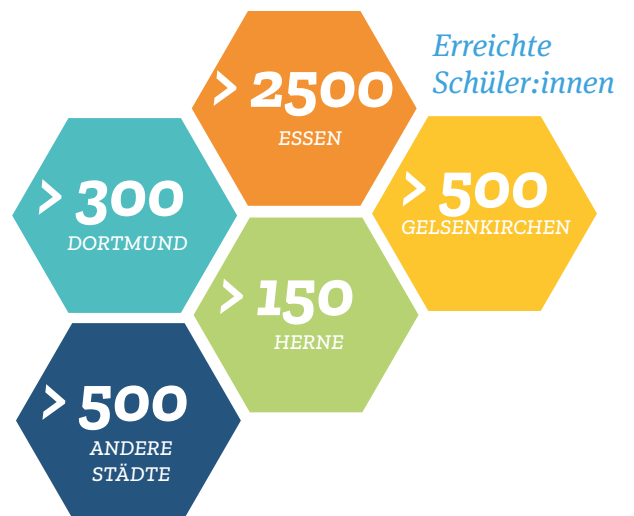 Erreichte
Schüler:innen
> 2500
ESSEN
> 300
DORTMUND
> 500
GELSENKIRCHEN
> 150
HERNE
> 500
ANDERE
STÄDTE